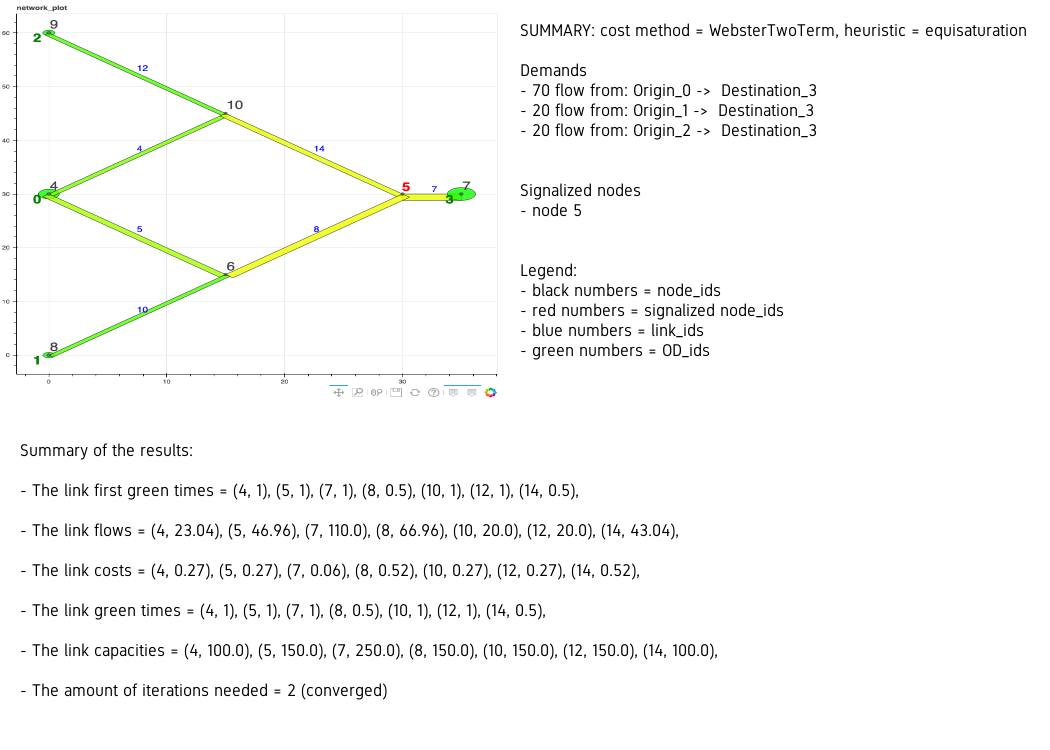 network_plot
SUMMARY: cost method = WebsterTwoTerm, heuristic = equisaturation
Demands
- 70 flow from: Origin_0 -> Destination_3
- 20 flow from: Origin_1 -> Destination_3
- 20 flow from: Origin_2 -> Destination_3
Signalized nodes
- node 5
Legend:
- black numbers = node_ids
- red numbers = signalized node_ids
- blue numbers = link_ids
- green numbers = OD_ids
60
50
40
30
20
10
0
0
10
20
30
9
2
12
10
4
14
4
0
5
7
7
3
5
8
6
10
8
1
Summary of the results:
- The link first green times = (4, 1), (5, 1), (7, 1), (8, 0.5), (10, 1), (12, 1), (14, 0.5),
- The link flows = (4, 23.04), (5, 46.96), (7, 110.0), (8, 66.96), (10, 20.0), (12, 20.0), (14, 43.04),
- The link costs = (4, 0.27), (5, 0.27), (7, 0.06), (8, 0.52), (10, 0.27), (12, 0.27), (14, 0.52),
- The link green times = (4, 1), (5, 1), (7, 1), (8, 0.5), (10, 1), (12, 1), (14, 0.5),
- The link capacities = (4, 100.0), (5, 150.0), (7, 250.0), (8, 150.0), (10, 150.0), (12, 150.0), (14, 100.0),
- The amount of iterations needed = 2 (converged)